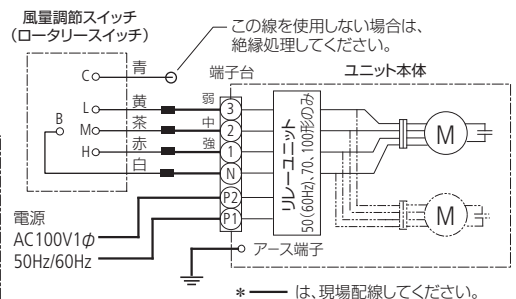 風量調節スイッチ
(ロータリースイッチ)
この線を使用しない場合は、
絶縁処理してください。
C 青
端子台
ユニット本体
B
L 黄 弱 3
M 茶 中 2
H 赤 強 1
白 N
P2
P1
リレーユニット
50(60Hz)、70、100形のみ
M
M
電源
AC100V1φ
50Hz/60Hz
アース端子
* は、現場配線してください。